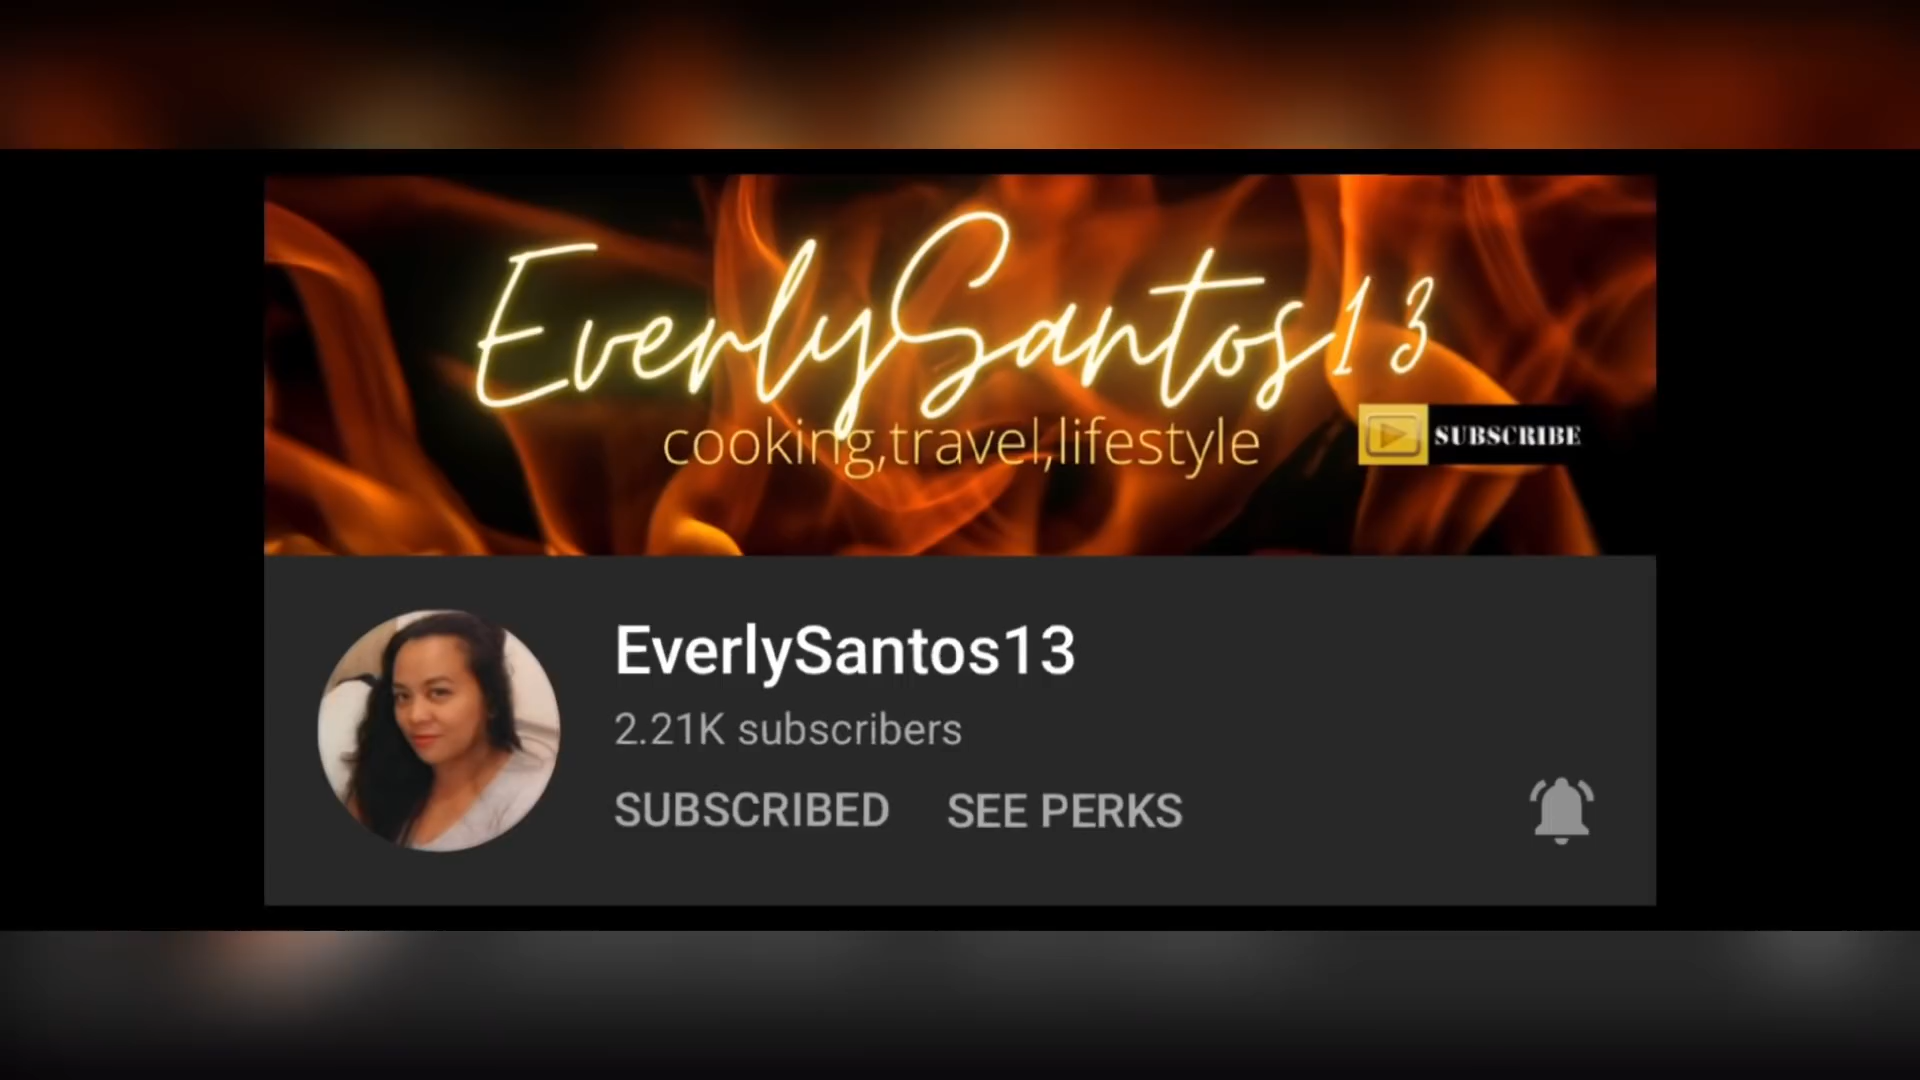 EverlySantos13
cooking,travel,lifestyle
SUBSCRIBE
EverlySantos13
2.21K subscribers
SUBSCRIBED SEE PERKS